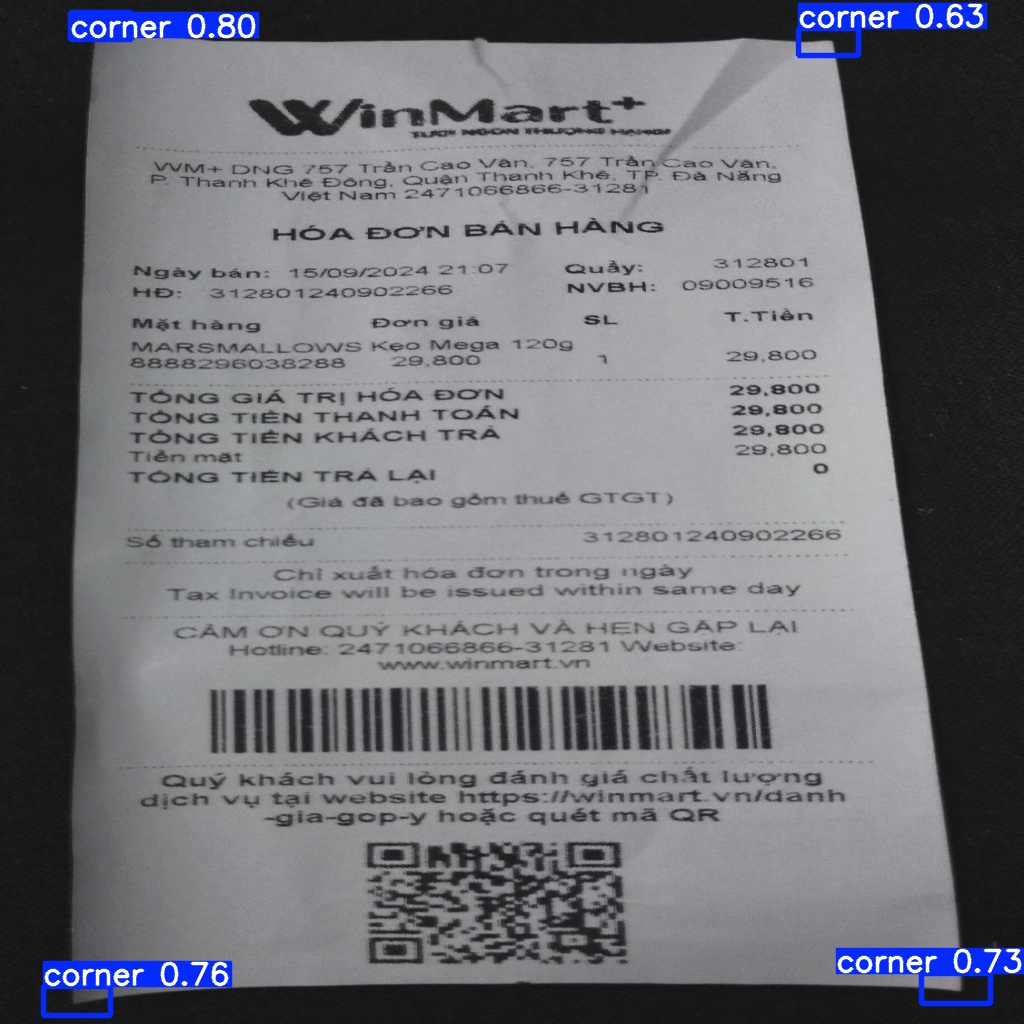 corner 0.80
corner 0.63
WinMart+
TƯƠI NGON THƯỢNG HẠNG
WM+ DNG 757 Trần Cao Vân, 757 Trần Cao Vân,
P. Thanh Khê Đông, Quận Thanh Khê, TP. Đà Nẵng
Việt Nam 2471066866-31281
HÓA ĐƠN BÁN HÀNG
Ngày bán: 15/09/2024 21:07 Quầy: 312801
HĐ: 312801240902266 NVBH: 09009516
Mặt hàng Đơn giá SL T.Tiền
MARSMALLOWS Kẹo Mega 120g
8888296038288 29,800 1 29,800
TỔNG GIÁ TRỊ HÓA ĐƠN 29,800
TỔNG TIỀN THANH TOÁN 29,800
TỔNG TIỀN KHÁCH TRẢ 29,800
Tiền mặt 29,800
TỔNG TIỀN TRẢ LẠI 0
(Giá đã bao gồm thuế GTGT)
Số tham chiếu 312801240902266
Chỉ xuất hóa đơn trong ngày
Tax Invoice will be issued within same day
CẢM ƠN QUÝ KHÁCH VÀ HẸN GẶP LẠI
Hotline: 2471066866-31281 Website:
www.winmart.vn
Quý khách vui lòng đánh giá chất lượng
dịch vụ tại website https://winmart.vn/danh
-gia-gop-y hoặc quét mã QR
corner 0.76
corner 0.73